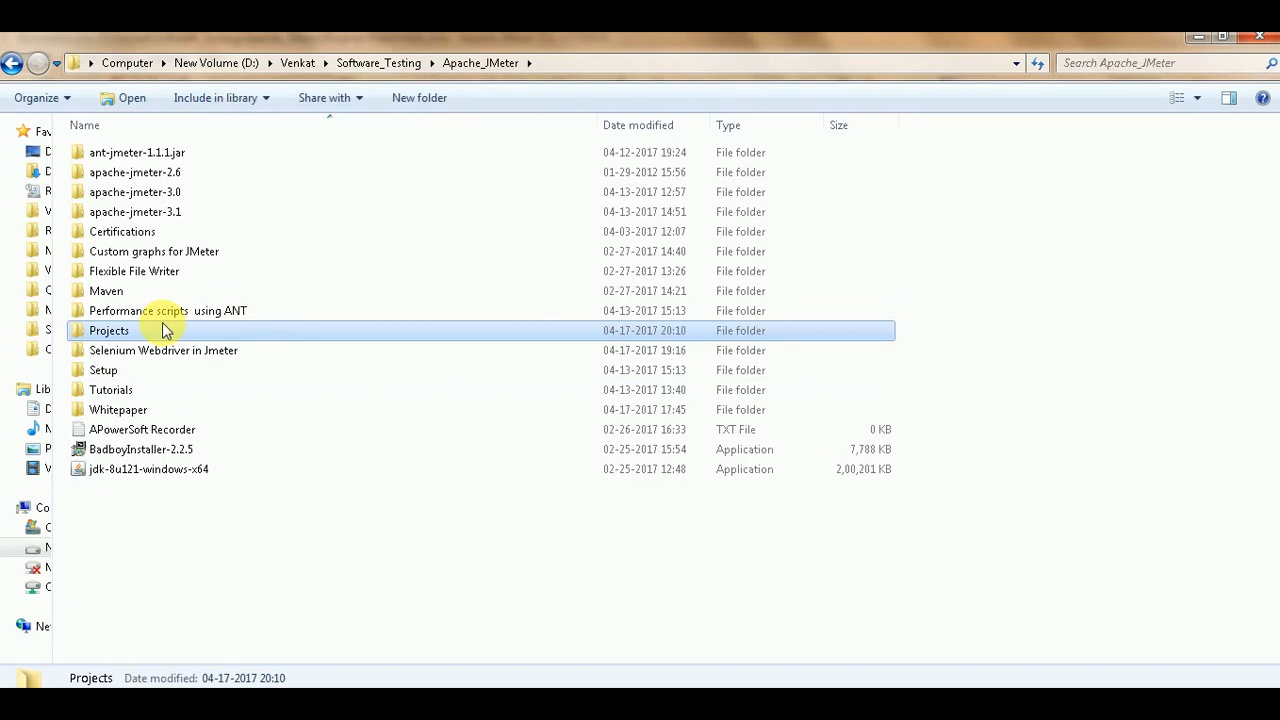 Computer New Volume (D:) Venkat Software_Testing Apache_JMeter Search Apache_JMeter
Organize Open Include in library Share with New folder
Name Date modified Type Size
ant-jmeter-1.1.1.jar 04-12-2017 19:24 File folder
apache-jmeter-2.6 01-29-2012 15:56 File folder
apache-jmeter-3.0 04-13-2017 12:57 File folder
apache-jmeter-3.1 04-13-2017 14:51 File folder
Certifications 04-03-2017 12:07 File folder
Custom graphs for JMeter 02-27-2017 14:40 File folder
Flexible File Writer 02-27-2017 13:26 File folder
Maven 02-27-2017 14:21 File folder
Performance scripts using ANT 04-13-2017 15:13 File folder
Projects 04-17-2017 20:10 File folder
Selenium Webdriver in Jmeter 04-17-2017 19:16 File folder
Setup 04-13-2017 15:13 File folder
Tutorials 04-13-2017 13:40 File folder
Whitepaper 04-17-2017 17:45 File folder
APowerSoft Recorder 02-26-2017 16:33 TXT File 0 KB
BadboyInstaller-2.2.5 02-25-2017 15:54 Application 7,788 KB
jdk-8u121-windows-x64 02-25-2017 12:48 Application 2,00,201 KB
Fav
Lib
Co
Ne
Projects Date modified: 04-17-2017 20:10